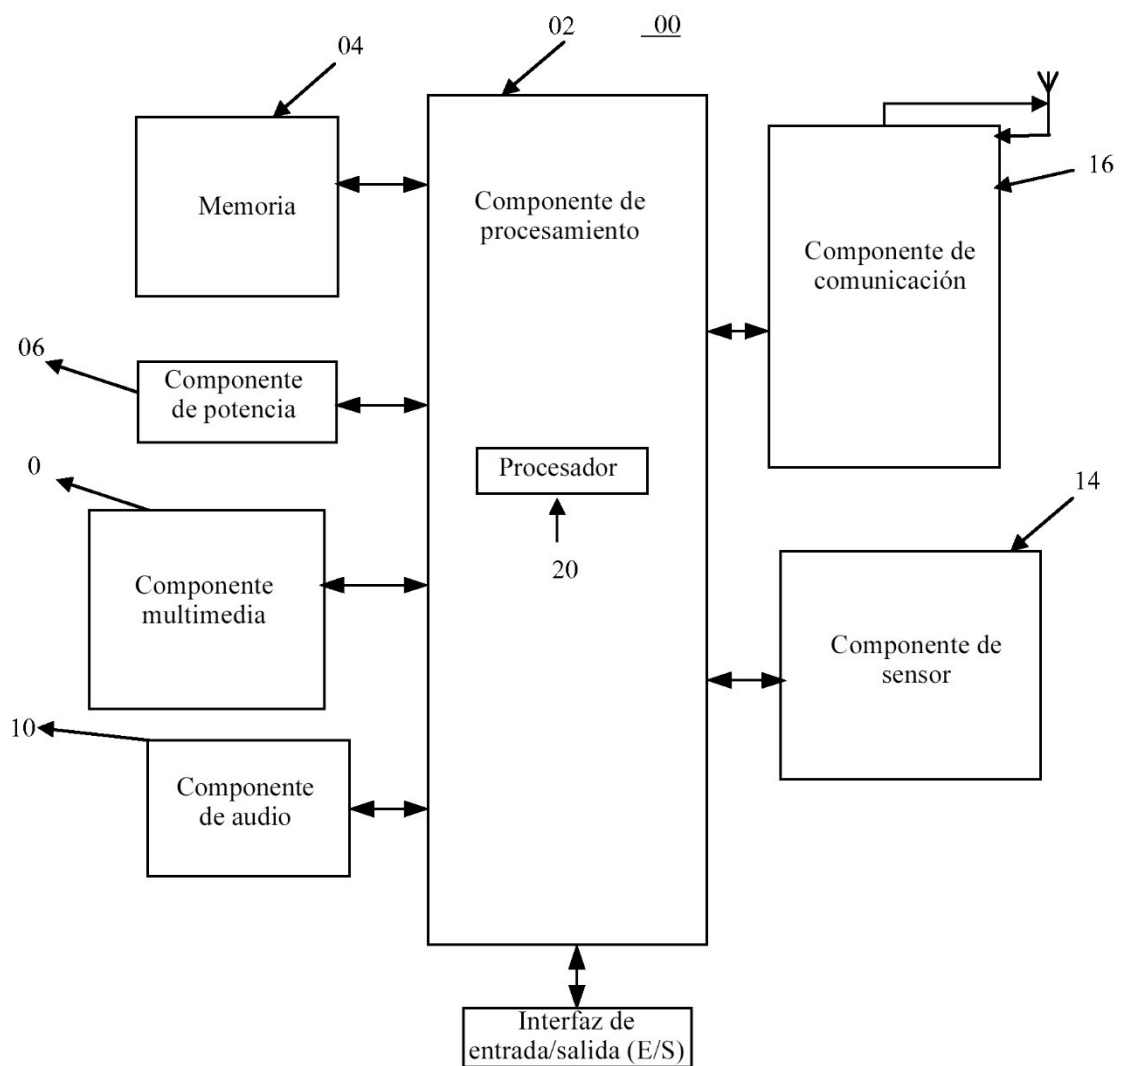 02
00
04
Memoria
Componente de
procesamiento
16
Componente de
comunicación
06
Componente
de potencia
0
Procesador
20
14
Componente
multimedia
Componente de
sensor
10
Componente
de audio
Interfaz de
entrada/salida (E/S)